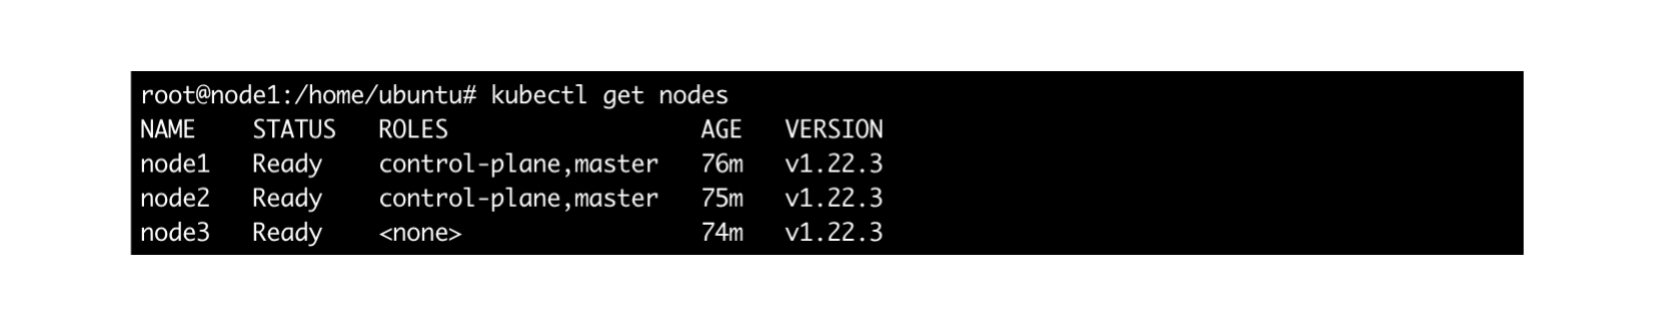 root@node1:/home/ubuntu# kubectl get nodes
NAME    STATUS   ROLES                  AGE   VERSION
node1   Ready    control-plane,master   76m   v1.22.3
node2   Ready    control-plane,master   75m   v1.22.3
node3   Ready    <none>                 74m   v1.22.3